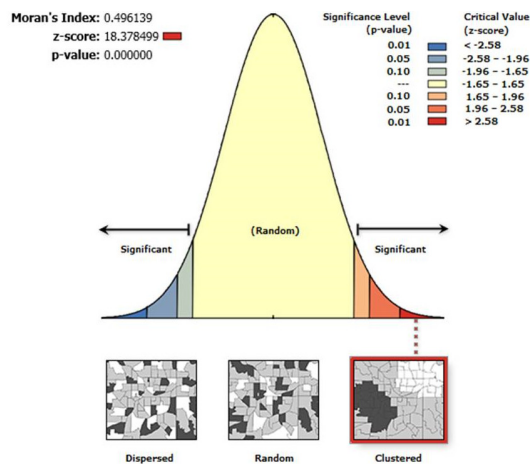 Moran's Index: 0.496139
z-score: 18.378499
p-value: 0.000000
Significance Level (p-value)
Critical Value (z-score)
0.01 < -2.58
0.05 -2.58 – -1.96
0.10 -1.96 – -1.65
--- -1.65 – 1.65
0.10 1.65 – 1.96
0.05 1.96 – 2.58
0.01 > 2.58
Significant
(Random)
Significant
Dispersed
Random
Clustered